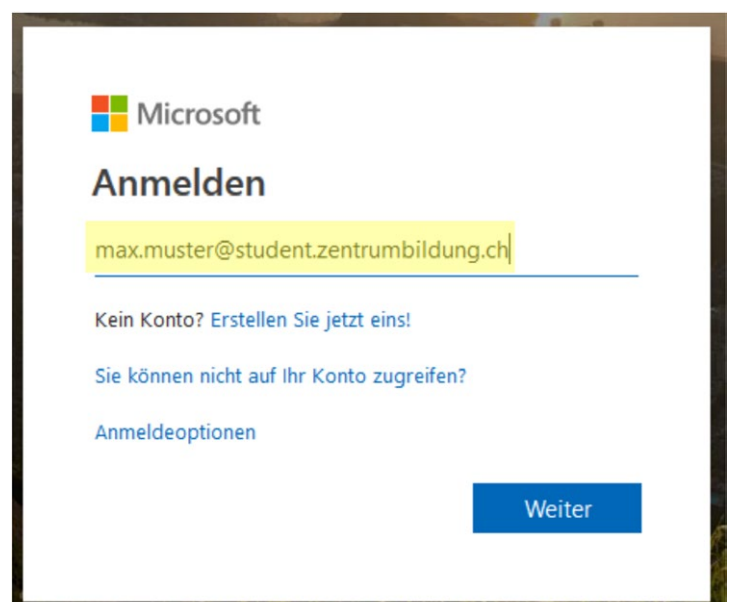 Microsoft
Anmelden
max.muster@student.zentrumbildung.ch
Kein Konto? Erstellen Sie jetzt eins!
Sie können nicht auf Ihr Konto zugreifen?
Anmeldeoptionen
Weiter